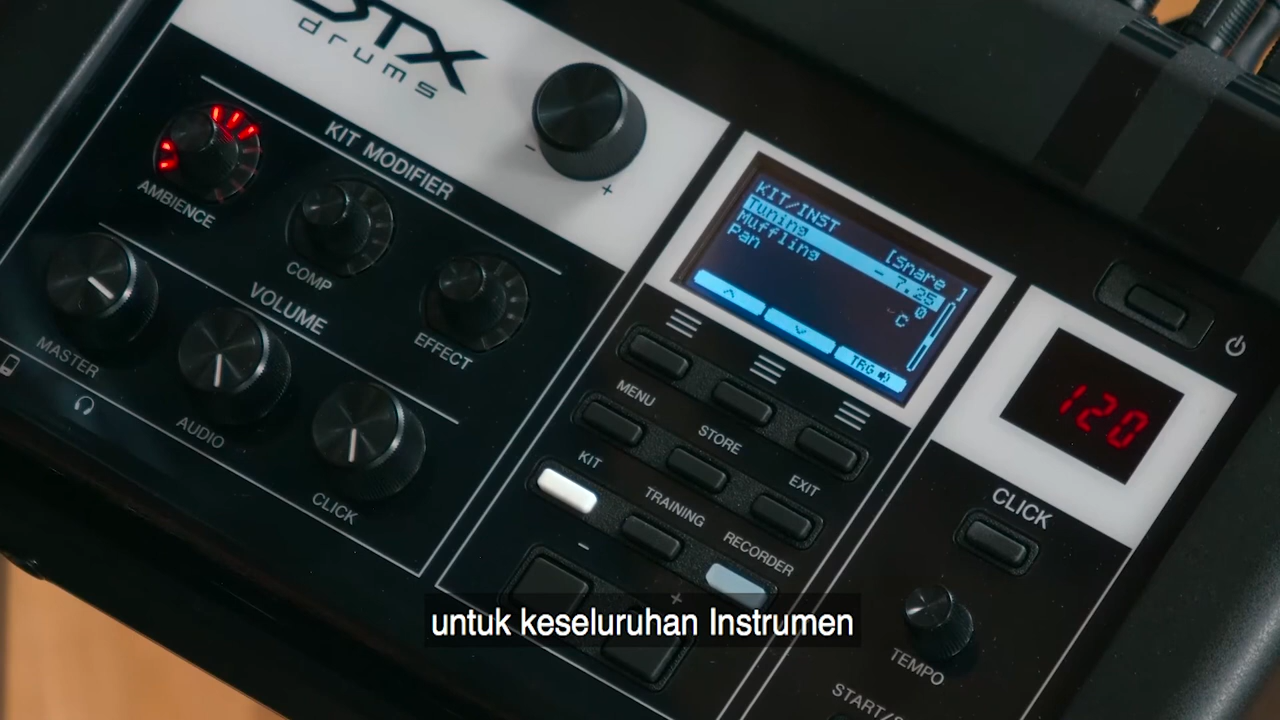 DTX
drums
KIT MODIFIER
AMBIENCE
COMP
EFFECT
VOLUME
MASTER
AUDIO
CLICK
- +
KIT/INST [Snare ]
Tuning - 7.25
Muffling 0
Pan C
TRG
MENU
STORE
EXIT
KIT
TRAINING
RECORDER
- +
120
CLICK
TEMPO
START/S
untuk keseluruhan Instrumen